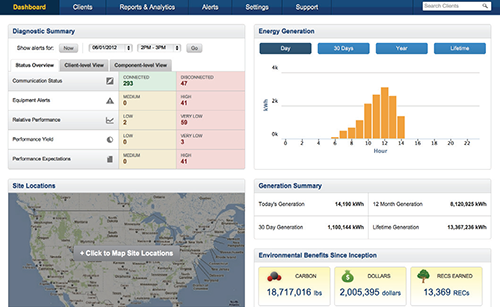 Dashboard Clients Reports & Analytics Alerts Settings Support Search Clients
Diagnostic Summary
Show alerts for: Now 06/01/2012 2PM - 3PM Go
Status Overview Client-level View Component-level View
Communication Status CONNECTED 293 DISCONNECTED 47
Equipment Alerts MEDIUM 0 HIGH 41
Relative Performance LOW 2 VERY LOW 59
Performance Yield LOW 0 VERY LOW 3
Performance Expectations MEDIUM 0 HIGH 41
Energy Generation
Day 30 Days Year Lifetime
4k
2k
0k
kWh
0 2 4 6 8 10 12 14 16 18 20 22
Hour
Site Locations
+ Click to Map Site Locations
Generation Summary
Today's Generation 14,190 kWh 12 Month Generation 8,120,925 kWh
30 Day Generation 1,100,144 kWh Lifetime Generation 13,367,236 kWh
Environmental Benefits Since Inception
CARBON DOLLARS RECS EARNED
18,717,016 lbs 2,005,395 dollars 13,369 RECs